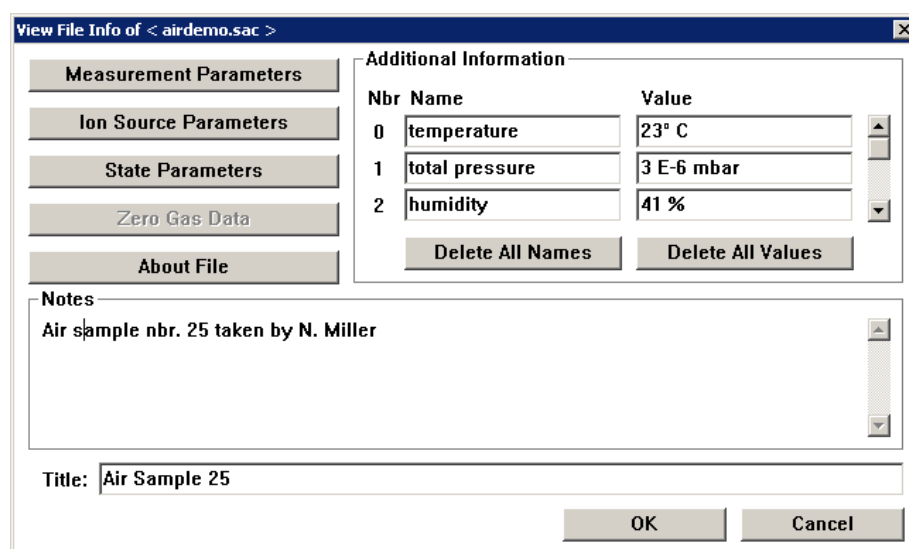 View File Info of < airdemo.sac >
Measurement Parameters
Ion Source Parameters
State Parameters
Zero Gas Data
About File
Additional Information
Nbr Name Value
0 temperature 23° C
1 total pressure 3 E-6 mbar
2 humidity 41 %
Delete All Names Delete All Values
Notes
Air sample nbr. 25 taken by N. Miller
Title: Air Sample 25
OK Cancel